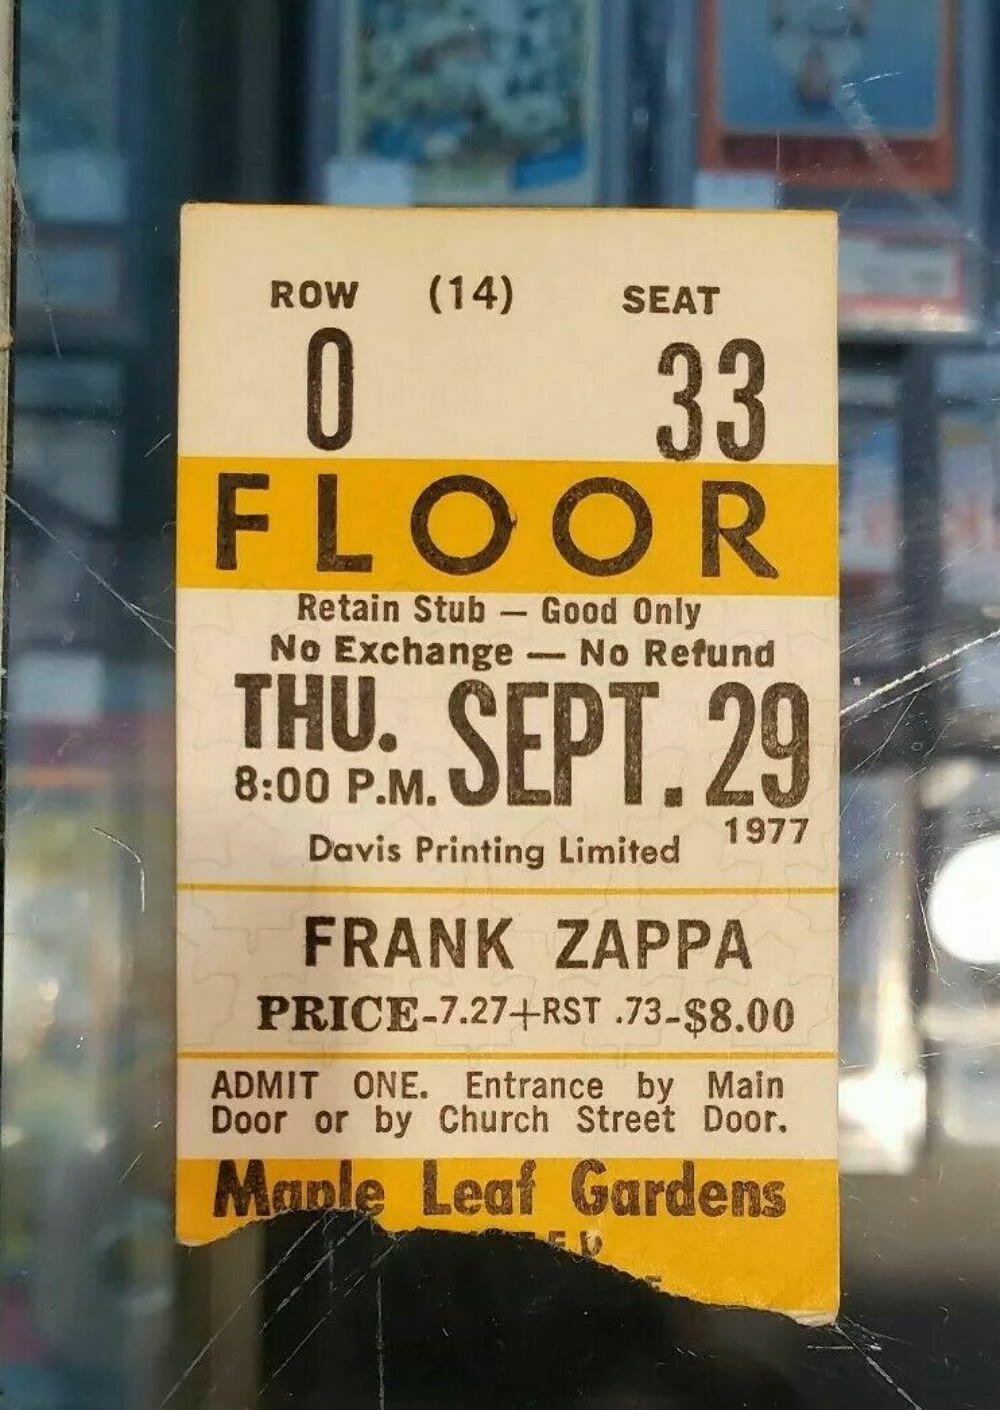 ROW (14) SEAT
0 33
FLOOR
Retain Stub — Good Only
No Exchange — No Refund
THU. SEPT. 29
8:00 P.M.
1977
Davis Printing Limited
FRANK ZAPPA
PRICE-7.27+RST .73-$8.00
ADMIT ONE. Entrance by Main
Door or by Church Street Door.
Maple Leaf Gardens